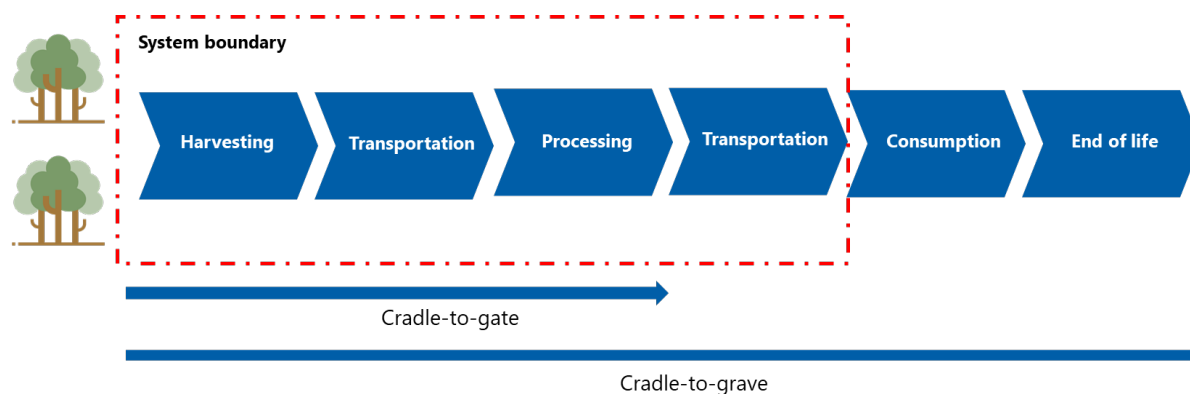 System boundary
Harvesting
Transportation
Processing
Transportation
Consumption
End of life
Cradle-to-gate
Cradle-to-grave